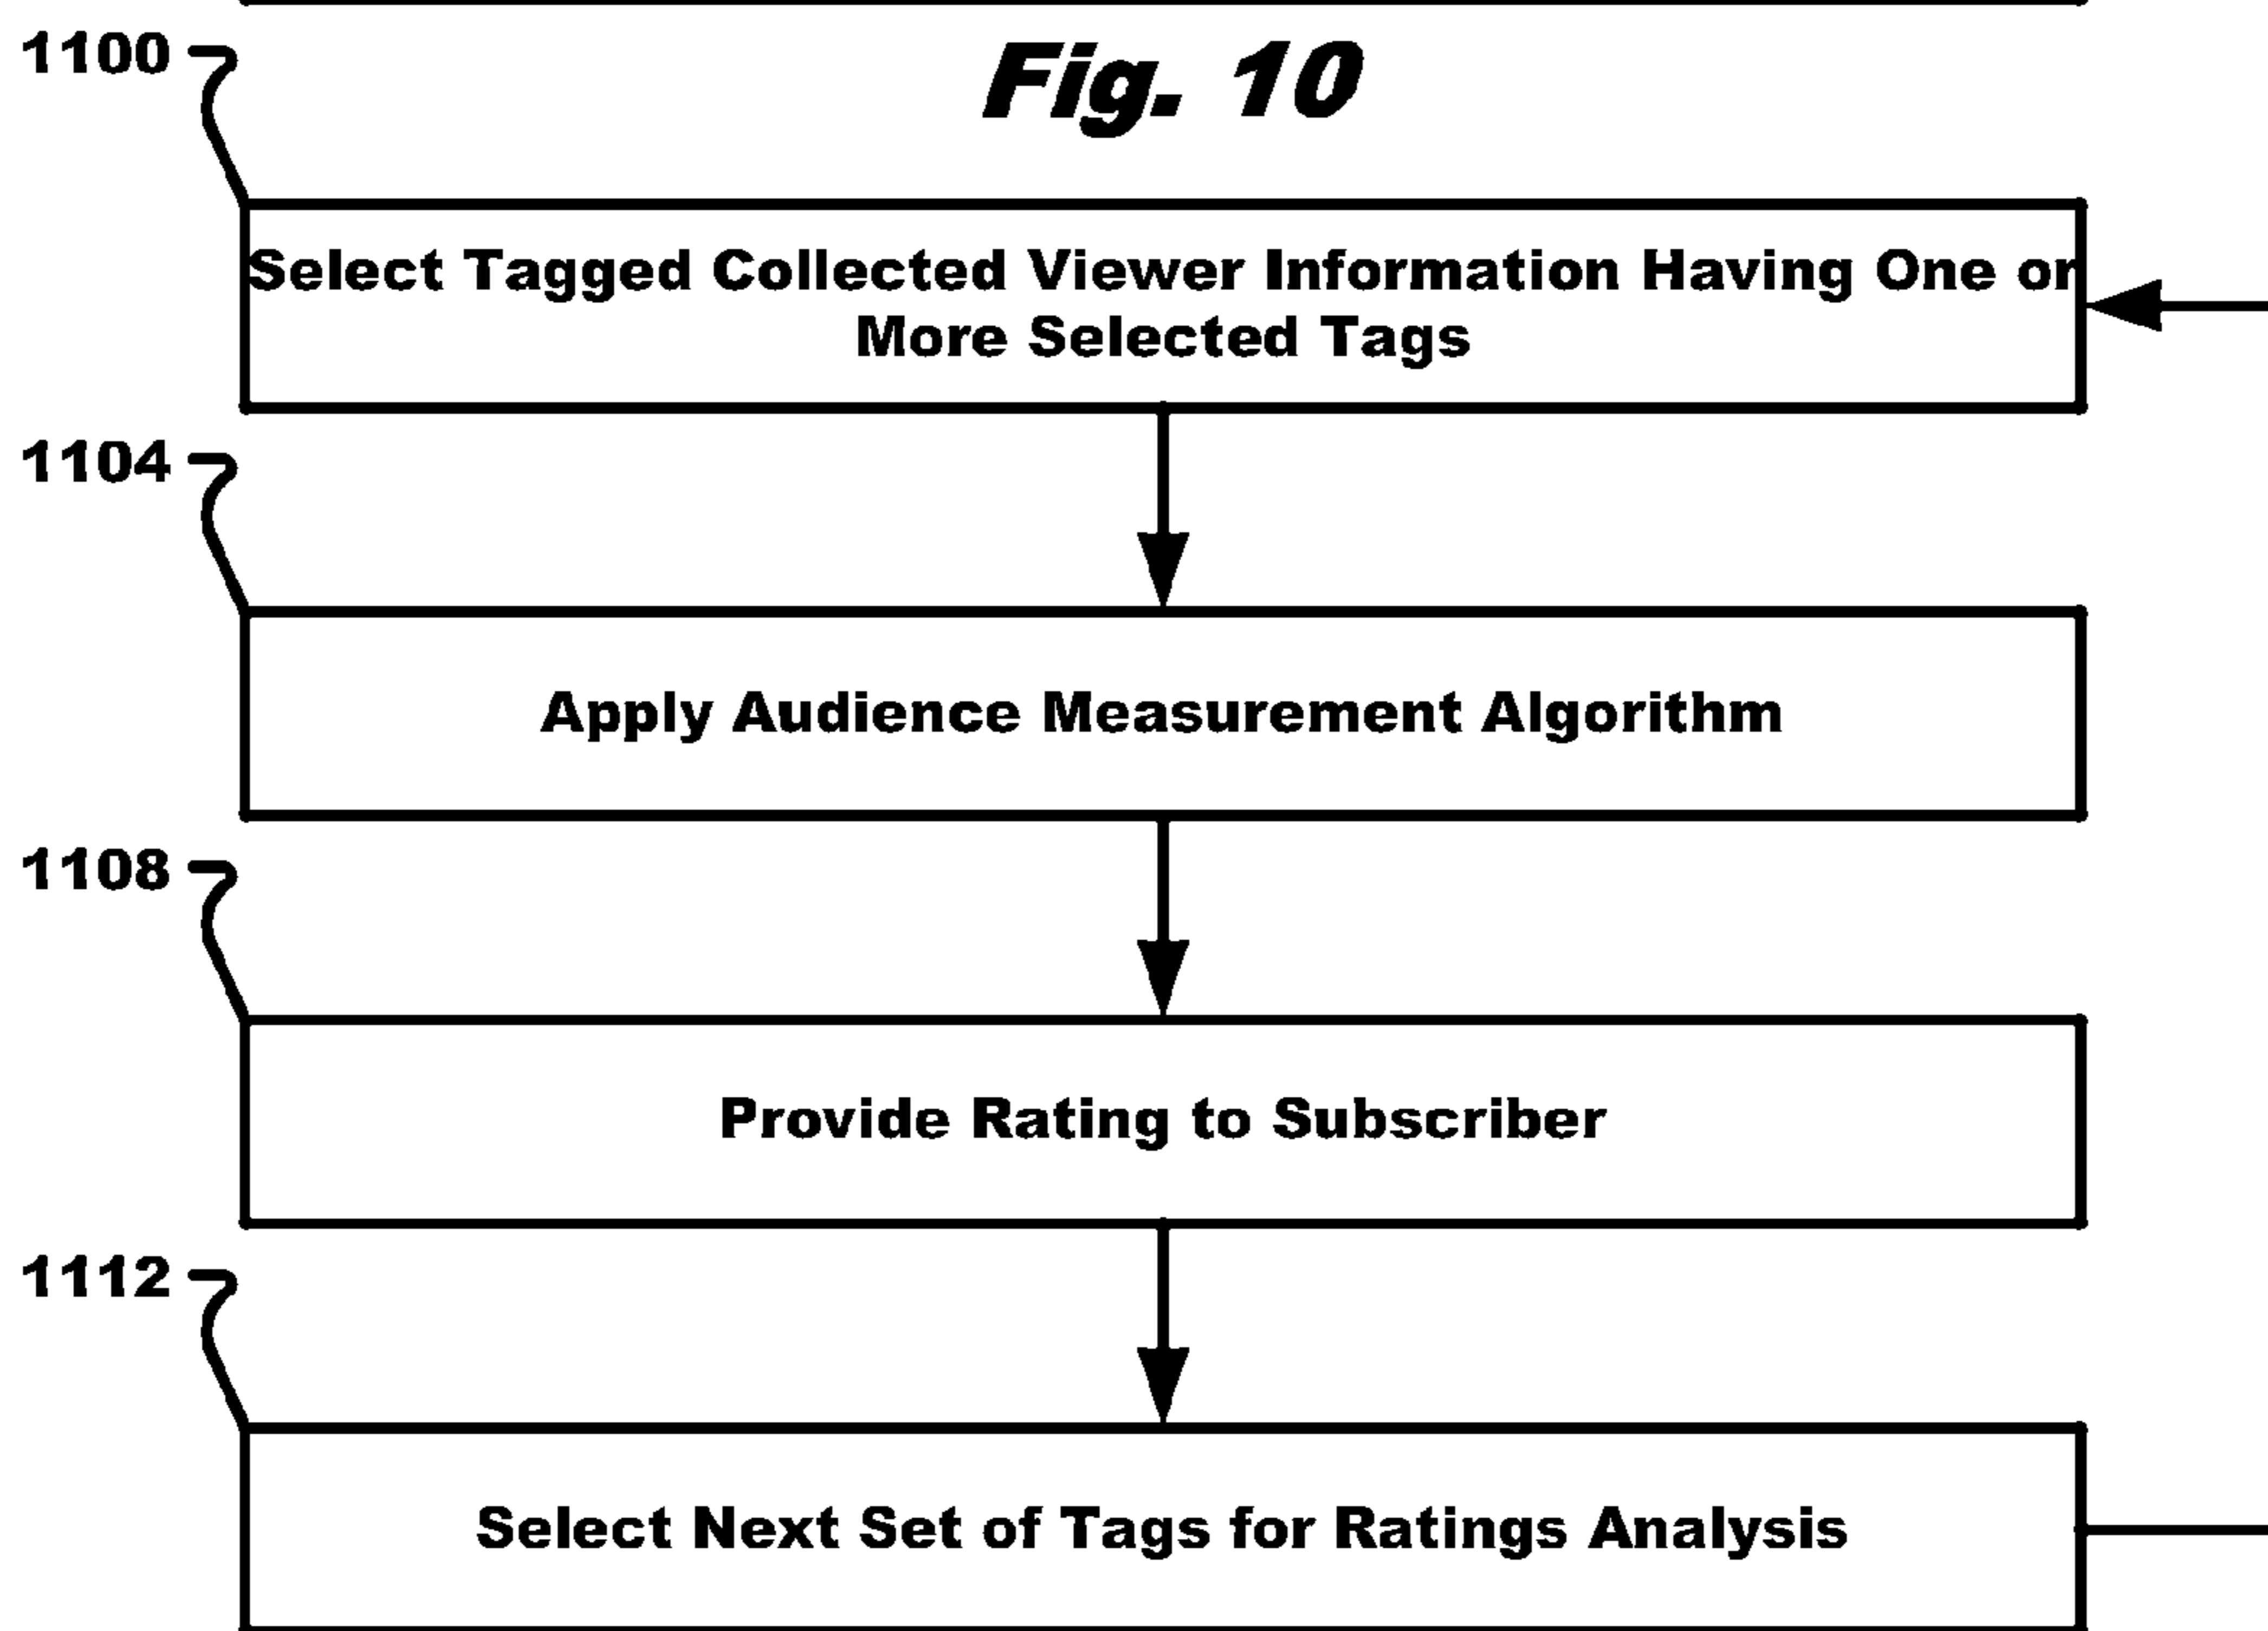 1100
Fig. 10
Select Tagged Collected Viewer Information Having One or
More Selected Tags
1104
Apply Audience Measurement Algorithm
1108
Provide Rating to Subscriber
1112
Select Next Set of Tags for Ratings Analysis